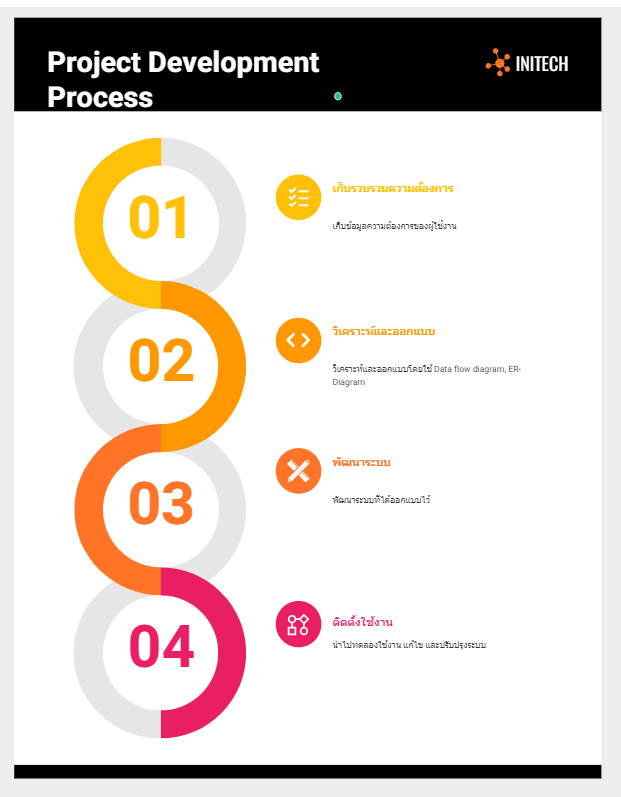 Project Development
Process
INITECH
01
เก็บรวบรวมความต้องการ
เก็บข้อมูลความต้องการของผู้ใช้งาน
02
วิเคราะห์และออกแบบ
วิเคราะห์และออกแบบโดยใช้ Data flow diagram, ER-
Diagram
03
พัฒนาระบบ
พัฒนาระบบที่ได้ออกแบบไว้
04
ติดตั้งใช้งาน
นำไปทดลองใช้งาน แก้ไข และปรับปรุงระบบ